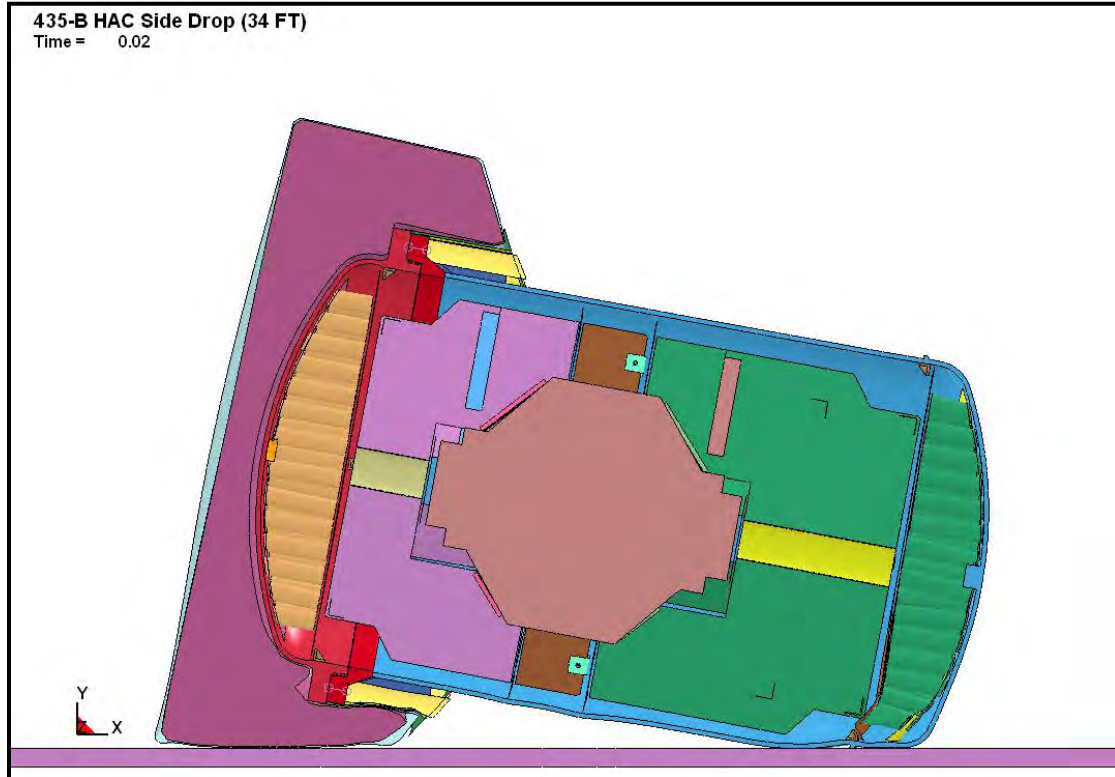 435-B HAC Side Drop (34 FT)
Time = 0.02
Y
Z X